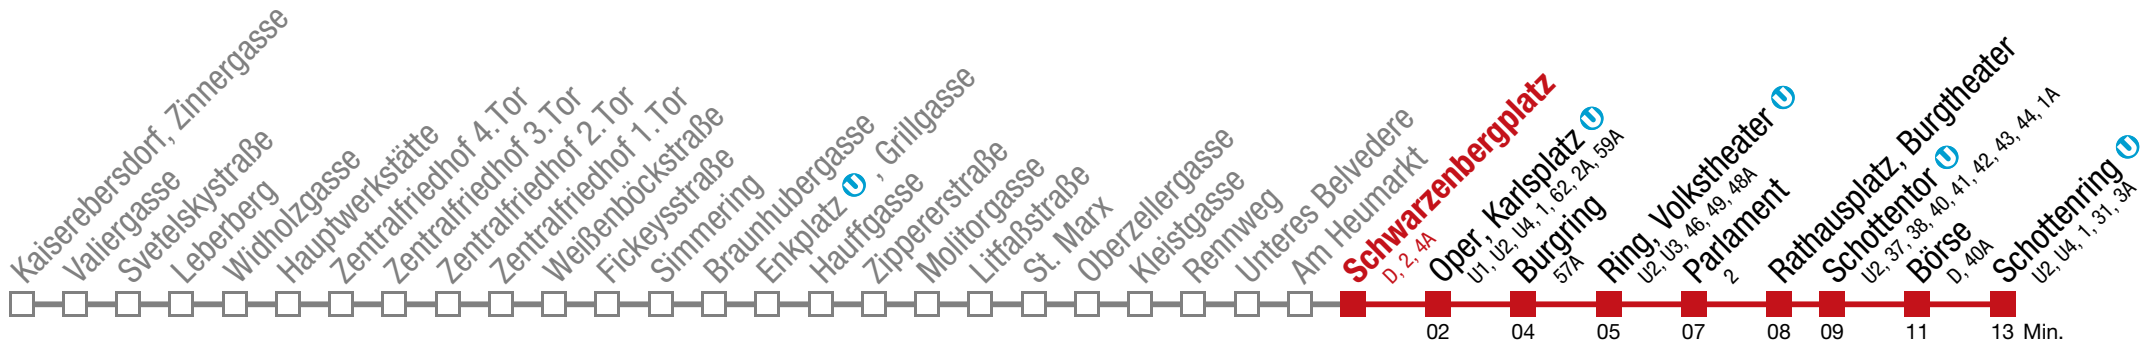 Kaiserebersdorf, Zinnergasse
Valiergasse
Svetelskystraße
Leberberg
Widholzgasse
Hauptwerkstätte
Zentralfriedhof 4.Tor
Zentralfriedhof 3.Tor
Zentralfriedhof 2.Tor
Zentralfriedhof 1.Tor
Weißenböckstraße
Fickeysstraße
Simmering
Braunhubergasse
Enkplatz U , Grillgasse
Hauffgasse
Zippererstraße
Molitorgasse
Litfaßstraße
St. Marx
Oberzellergasse
Kleistgasse
Rennweg
Unteres Belvedere
Am Heumarkt
Schwarzenbergplatz
D, 2, 4A
Oper, Karlsplatz U
U1, U2, U4, 1, 62, 2A, 59A
Burgring
57A
Ring, Volkstheater U
U2, U3, 46, 49, 48A
Parlament
2
Rathausplatz, Burgtheater
Schottentor U
U2, 37, 38, 40, 41, 42, 43, 44, 1A
Börse
D, 40A
Schottenring U
U2, U4, 1, 31, 3A
02 04 05 07 08 09 11 13 Min.